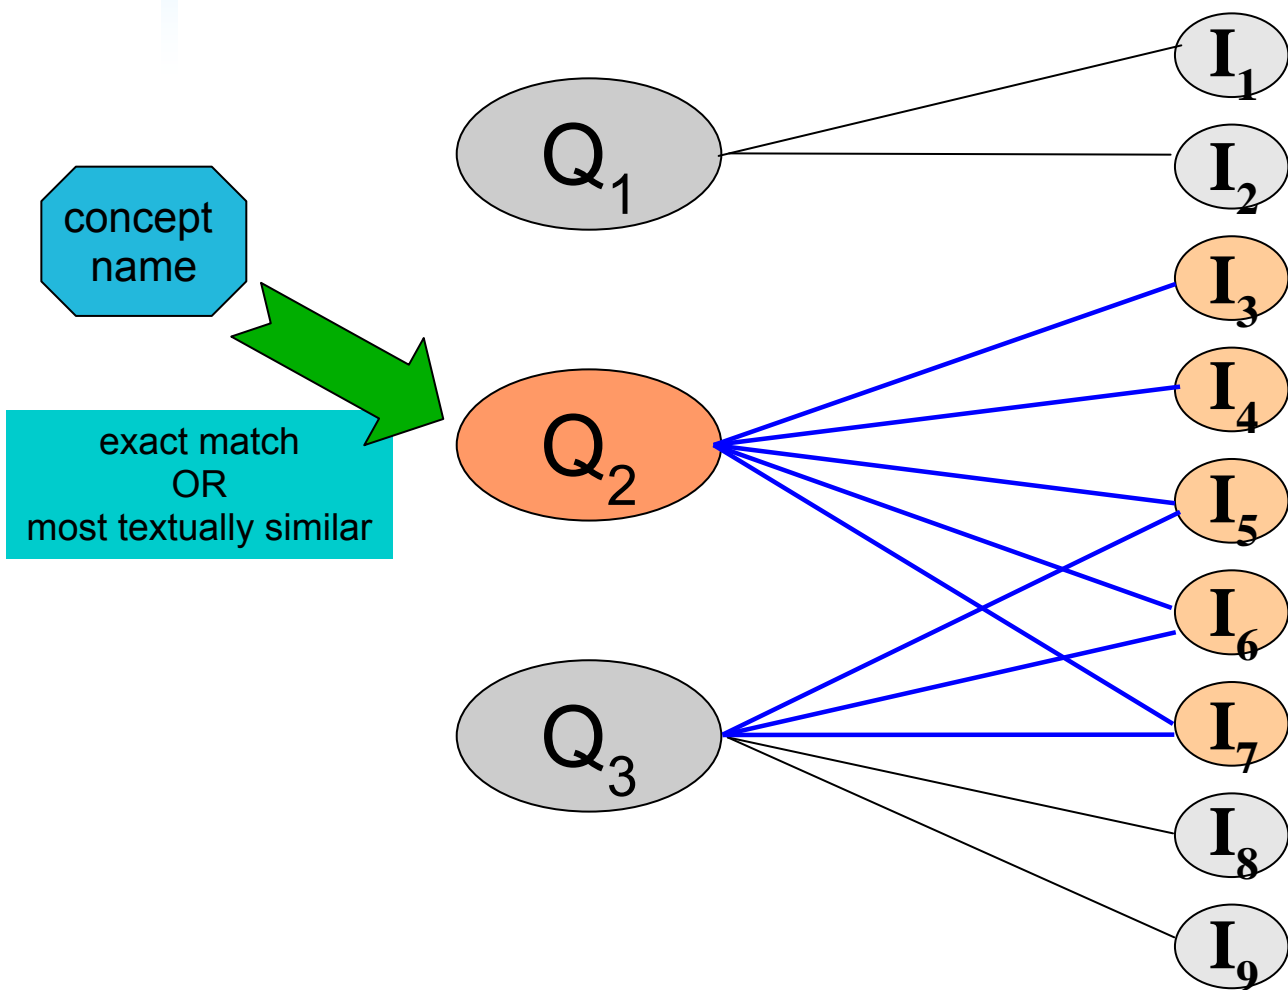 concept
name
exact match
OR
most textually similar
Q1
Q2
Q3
I1
I2
I3
I4
I5
I6
I7
I8
I9